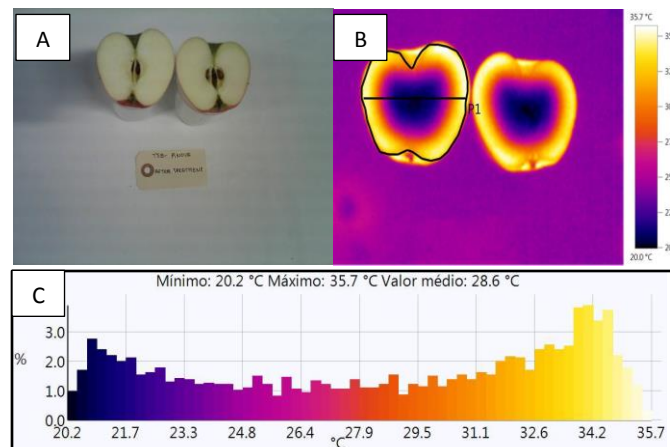 A
B
AFTER TREATMENT
P1
35.7 °C
20.0 °C
C
Mínimo: 20.2 °C Máximo: 35.7 °C Valor médio: 28.6 °C
%
3.0
2.0
1.0
0.0
20.2 21.7 23.3 24.8 26.4 27.9 29.5 31.1 32.6 34.2 35.7
°C